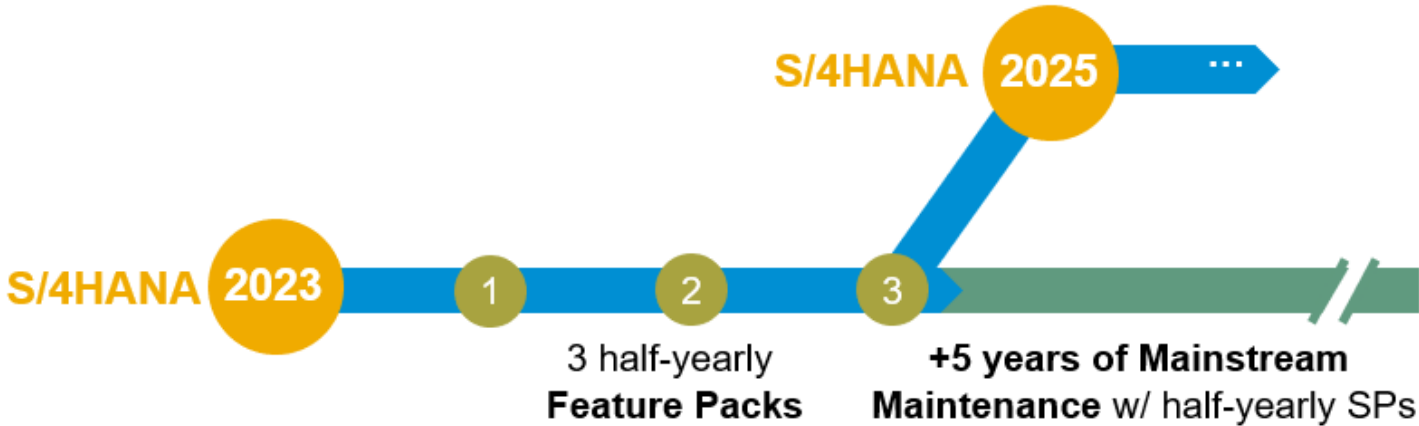 S/4HANA 2025 ...
S/4HANA 2023 1 2 3
3 half-yearly
Feature Packs
+5 years of Mainstream
Maintenance w/ half-yearly SPs